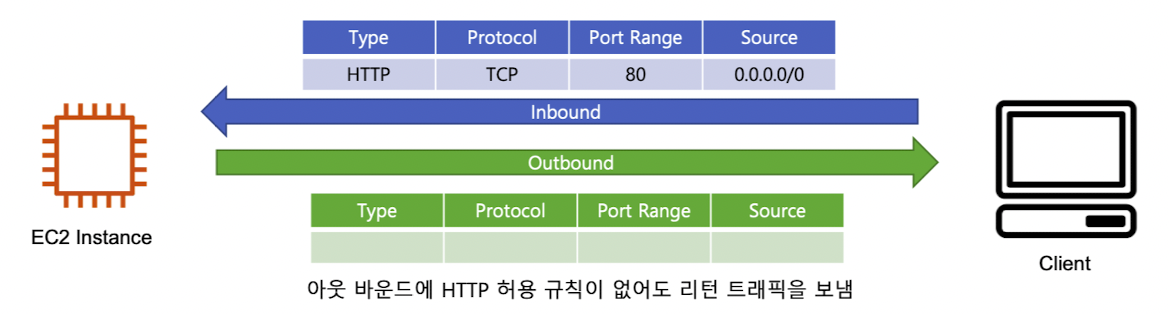 Type Protocol Port Range Source
HTTP TCP 80 0.0.0.0/0
Inbound
Outbound
Type Protocol Port Range Source
EC2 Instance
Client
아웃 바운드에 HTTP 허용 규칙이 없어도 리턴 트래픽을 보냄